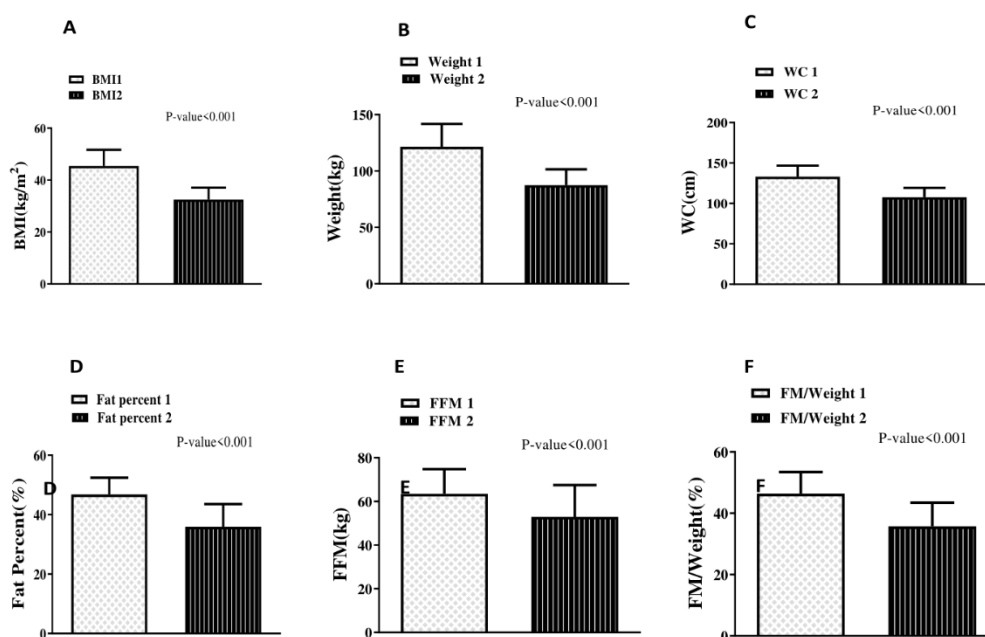 A
BMI1
BMI2
P-value<0.001
60
40
20
0
BMI(kg/m²)
B
Weight 1
Weight 2
P-value<0.001
150
100
50
0
Weight(kg)
C
WC 1
WC 2
P-value<0.001
200
150
100
50
0
WC(cm)
D
Fat percent 1
Fat percent 2
P-value<0.001
60
40
20
0
Fat Percent(%)
D
E
FFM 1
FFM 2
P-value<0.001
80
60
40
20
0
FFM(kg)
E
F
FM/Weight 1
FM/Weight 2
P-value<0.001
60
40
20
0
FM/Weight(%)
F